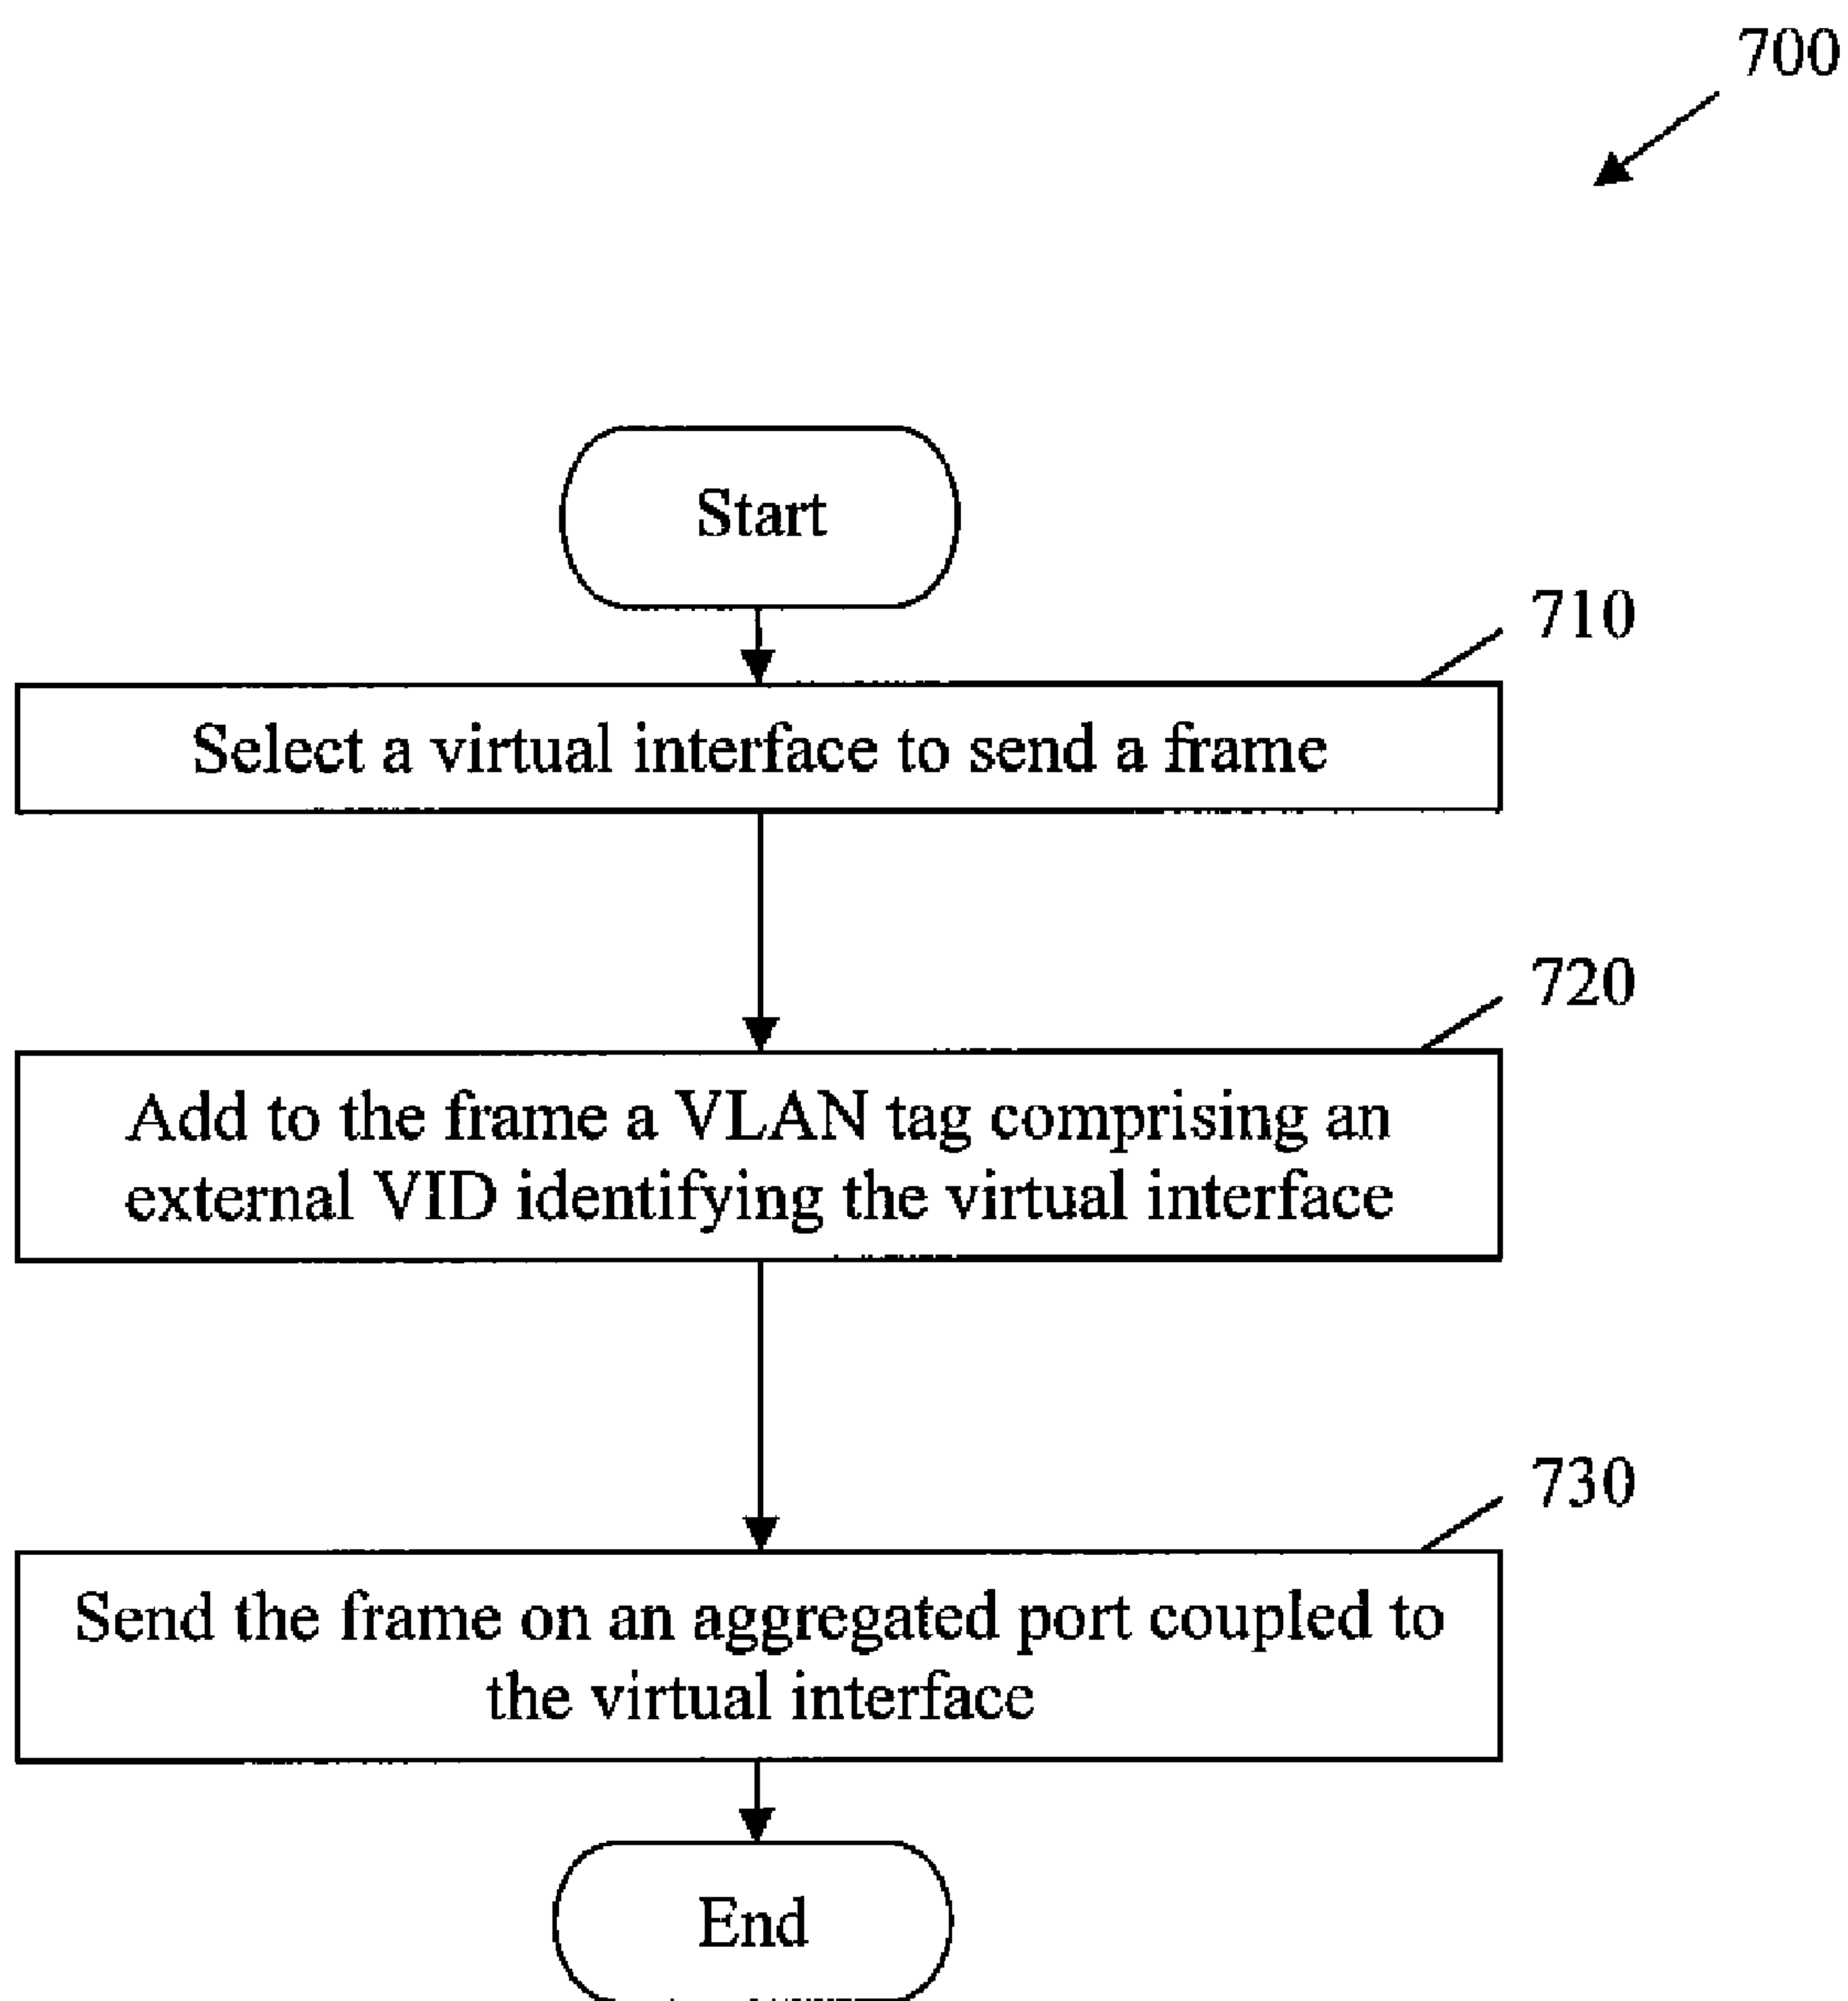 700
Start
710
Select a virtual interface to send a frame
720
Add to the frame a VLAN tag comprising an
external VID identifying the virtual interface
730
Send the frame on an aggregated port coupled to
the virtual interface
End